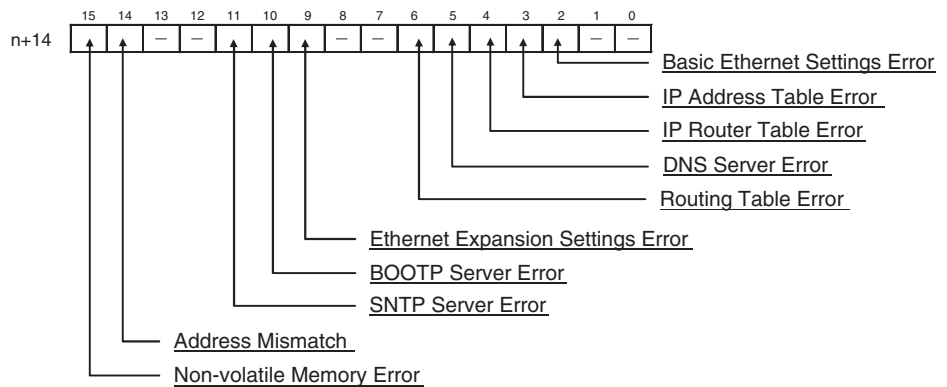 15 14 13 12 11 10 9 8 7 6 5 4 3 2 1 0
n+14 – – – – – –
Basic Ethernet Settings Error
IP Address Table Error
IP Router Table Error
DNS Server Error
Routing Table Error
Ethernet Expansion Settings Error
BOOTP Server Error
SNTP Server Error
Address Mismatch
Non-volatile Memory Error